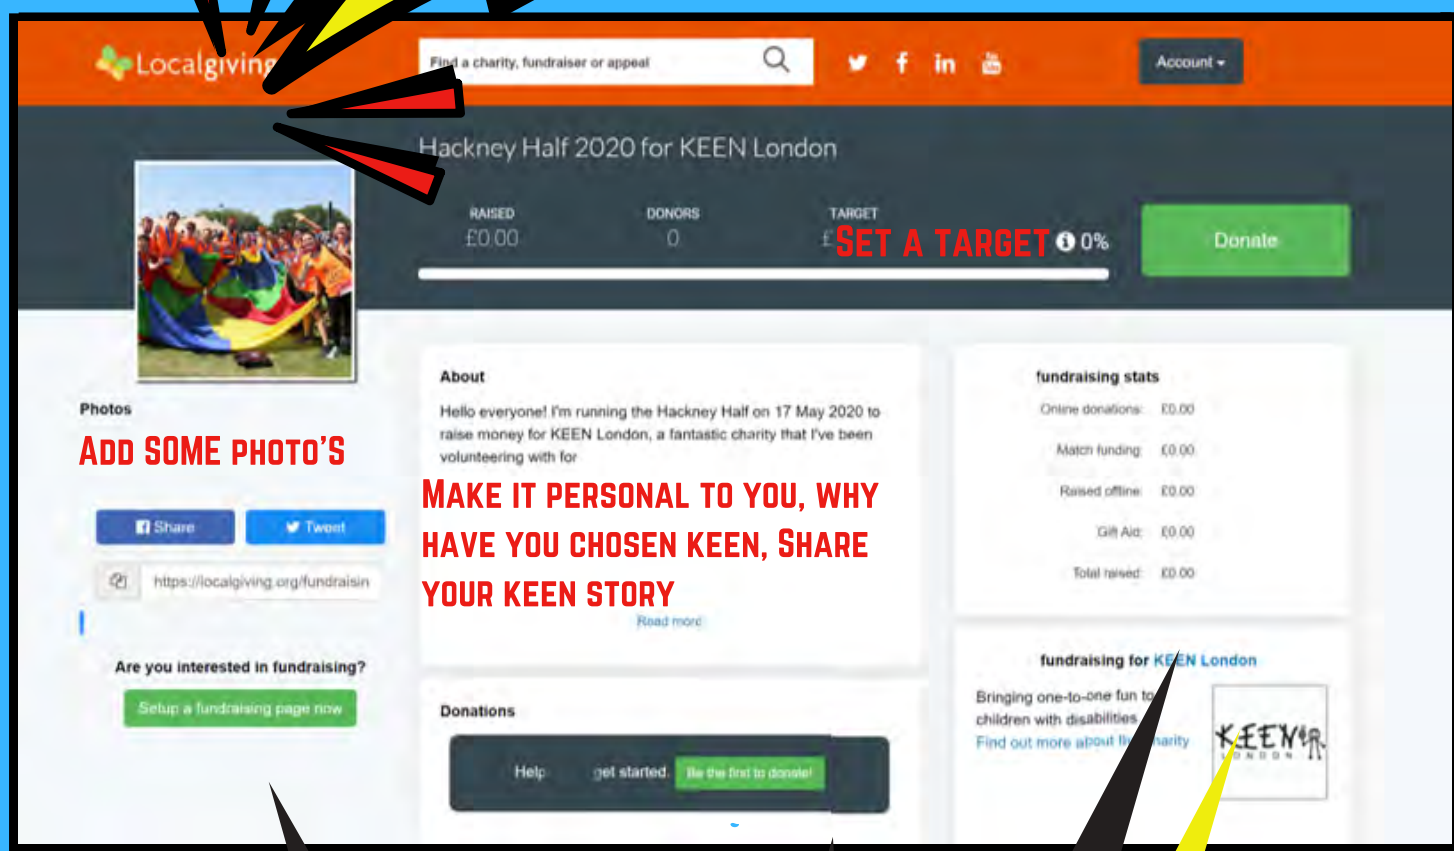 Localgiving
Find a charity, fundraiser or appeal
Account
Hackney Half 2020 for KEEN London
RAISED
£0.00
DONORS
0
TARGET
£
SET A TARGET
0%
Donate
Photos
ADD SOME PHOTO'S
Share
Tweet
https://localgiving.org/fundraisin
Are you interested in fundraising?
Setup a fundraising page now
About
Hello everyone! I'm running the Hackney Half on 17 May 2020 to
raise money for KEEN London, a fantastic charity that I've been
volunteering with for
MAKE IT PERSONAL TO YOU, WHY
HAVE YOU CHOSEN KEEN, SHARE
YOUR KEEN STORY
Read more
Donations
Help get started. Be the first to donate!
fundraising stats
Online donations: £0.00
Match funding: £0.00
Raised offline: £0.00
Gift Aid: £0.00
Total raised: £0.00
fundraising for KEEN London
Bringing one-to-one fun to
children with disabilities
Find out more about charity
KEEN
LONDON